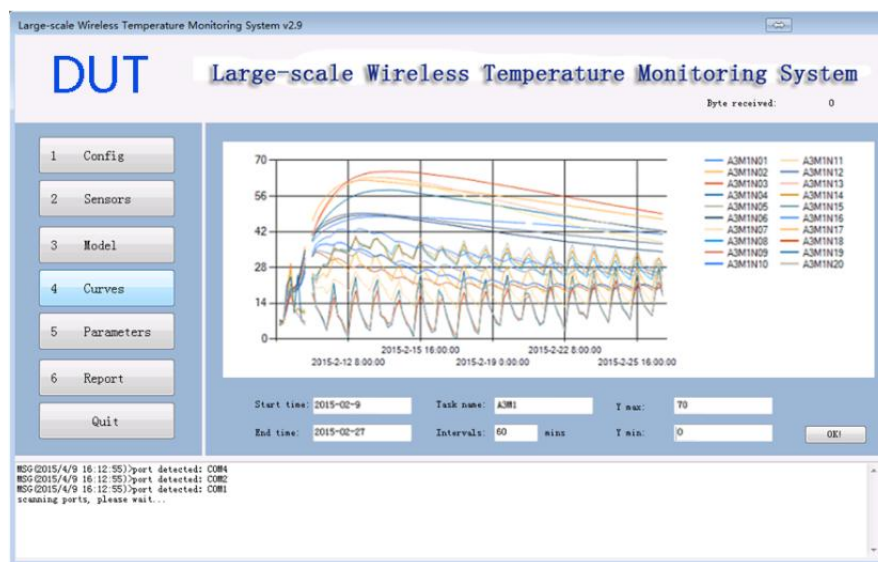 Large-scale Wireless Temperature Monitoring System v2.9
DUT
Large-scale Wireless Temperature Monitoring System
Byte received: 0
1 Config
2 Sensors
3 Model
4 Curves
5 Parameters
6 Report
Quit
70
56
42
28
14
0
2015-2-15 16:00:00 2015-2-22 8:00:00
2015-2-12 8:00:00 2015-2-19 0:00:00 2015-2-25 16:00:00
A3M1N01 A3M1N11
A3M1N02 A3M1N12
A3M1N03 A3M1N13
A3M1N04 A3M1N14
A3M1N05 A3M1N15
A3M1N06 A3M1N16
A3M1N07 A3M1N17
A3M1N08 A3M1N18
A3M1N09 A3M1N19
A3M1N10 A3M1N20
Start time: 2015-02-9 Task name: A3M1 Y max: 70
End time: 2015-02-27 Intervals: 60 mins Y min: 0
OK!
MSG(2015/4/9 16:12:55)>port detected: COM4
MSG(2015/4/9 16:12:55)>port detected: COM2
MSG(2015/4/9 16:12:55)>port detected: COM1
scanning ports, please wait...